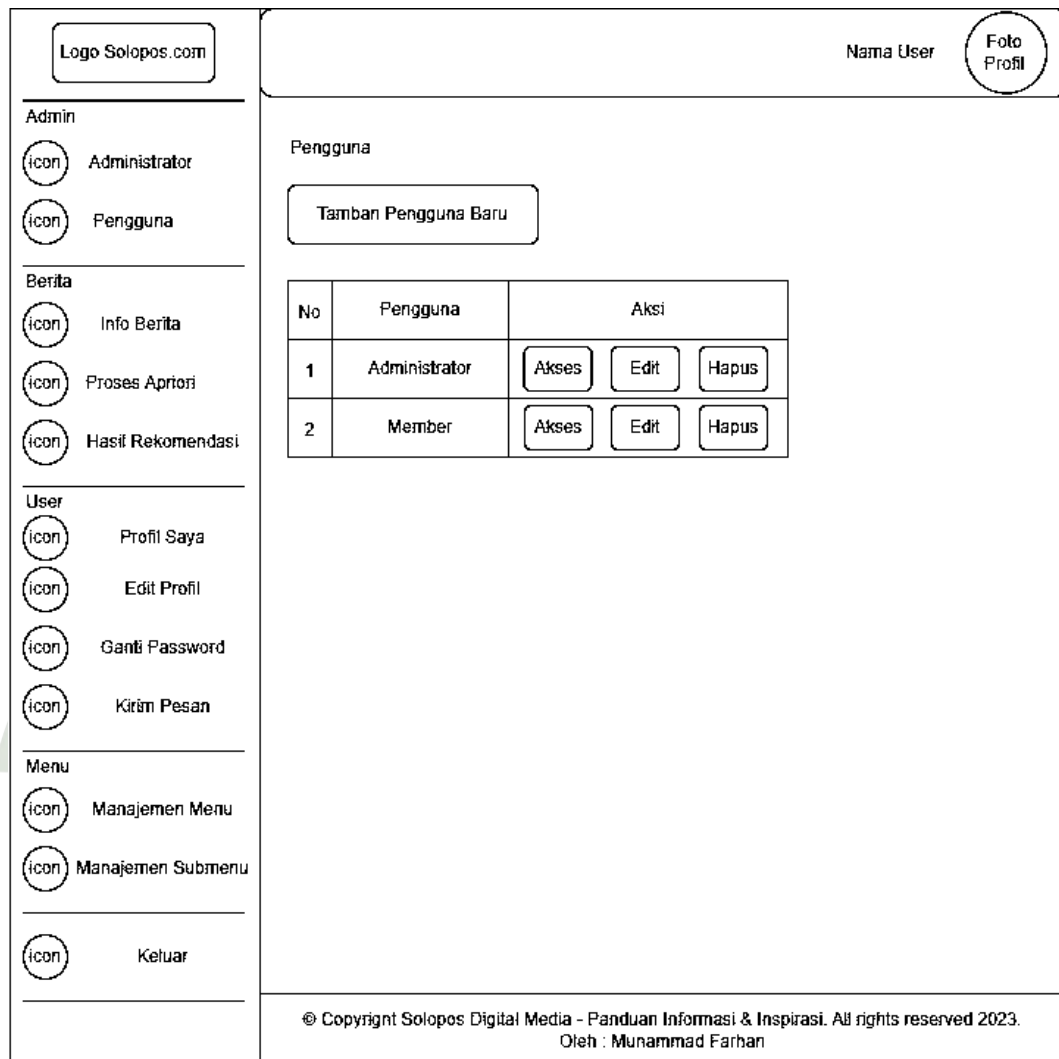 Logo Solopos.com
Nama User
Foto
Profil
Admin
icon Administrator
icon Pengguna
Berita
icon Info Berita
icon Proses Apriori
icon Hasil Rekomendasi
User
icon Profil Saya
icon Edit Profil
icon Ganti Password
icon Kirim Pesan
Menu
icon Manajemen Menu
icon Manajemen Submenu
icon Keluar
Pengguna
Tambah Pengguna Baru
No Pengguna Aksi
1 Administrator Akses Edit Hapus
2 Member Akses Edit Hapus
© Copyright Solopos Digital Media - Panduan Informasi & Inspirasi. All rights reserved 2023.
Oleh : Muhammad Farhan